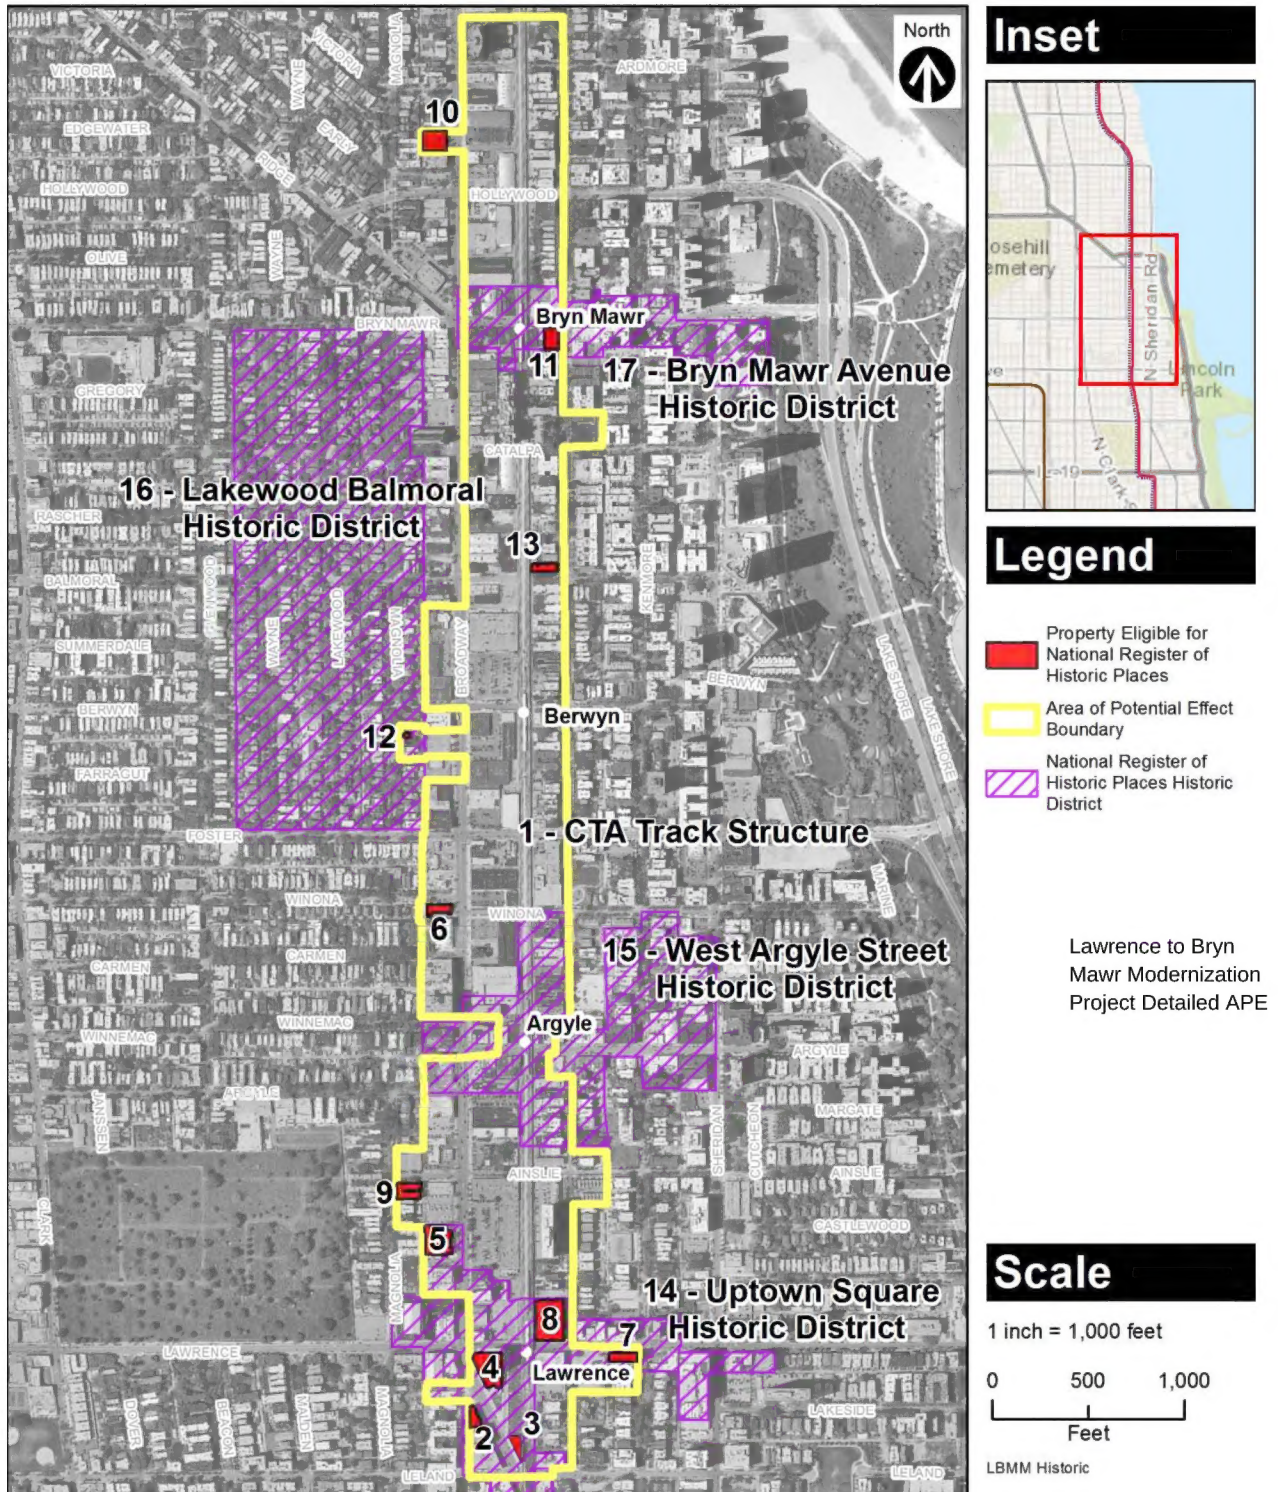 North
ARDMORE
VICTORIA
VICTORIA
WAYNE
MAGNOLIA
EDGEWATER
EARLY
RIDGE
HOLLYWOOD
HOLLYWOOD
WAYNE
OLIVE
10
BRYN MAWR
Bryn Mawr
11
17 - Bryn Mawr Avenue
Historic District
GREGORY
CATALPA
16 - Lakewood Balmoral
Historic District
RASCHER
13
BALMORAL
KENMORE
GLENWOOD
WAYNE
LAKEWOOD
MAGNOLIA
BROADWAY
SUMMERDALE
LAKE SHORE
LAKE SHORE
BERWYN
BERWYN
Berwyn
12
FARRAGUT
FOSTER
1 - CTA Track Structure
MARINE
WINONA
WINONA
6
CARMEN
CARMEN
15 - West Argyle Street
Historic District
WINNEMAC
WINNEMAC
Argyle
ARGYLE
ARGYLE
JANSSEN
MARGATE
SHERIDAN
CUTCHEON
AINSLIE
AINSLIE
9
CLARK
CASTLEWOOD
5
MAGNOLIA
14 - Uptown Square
Historic District
8
7
LAWRENCE
4
Lawrence
DOVER
BEACON
MALDEN
MAGNOLIA
LAKESIDE
2
3
LELAND
LELAND
Inset
osehill
emetery
N Sheridan Rd
Lincoln
Park
ve
N Clark
Legend
Property Eligible for
National Register of
Historic Places
Area of Potential Effect
Boundary
National Register of
Historic Places Historic
District
Lawrence to Bryn
Mawr Modernization
Project Detailed APE
Scale
1 inch = 1,000 feet
0 500 1,000
Feet
LBMM Historic